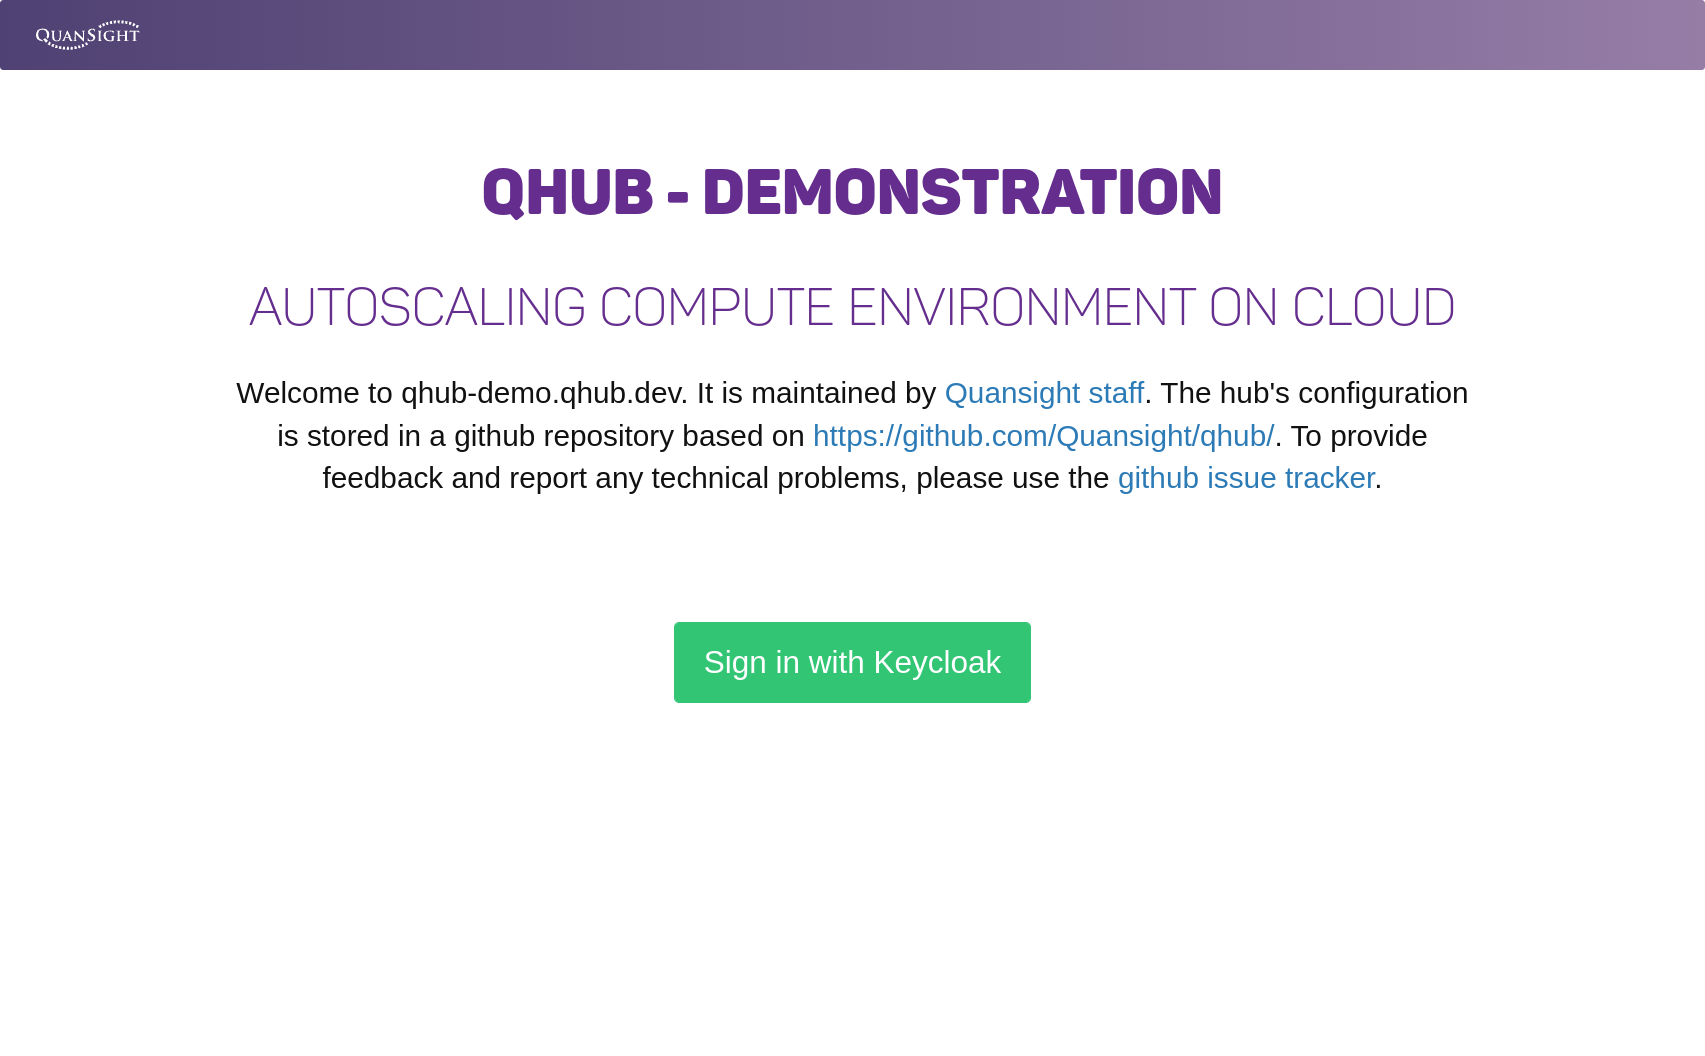 QUANSIGHT
QHUB - DEMONSTRATION
AUTOSCALING COMPUTE ENVIRONMENT ON CLOUD
Welcome to qhub-demo.qhub.dev. It is maintained by Quansight staff. The hub's configuration
is stored in a github repository based on https://github.com/Quansight/qhub/. To provide
feedback and report any technical problems, please use the github issue tracker.
Sign in with Keycloak